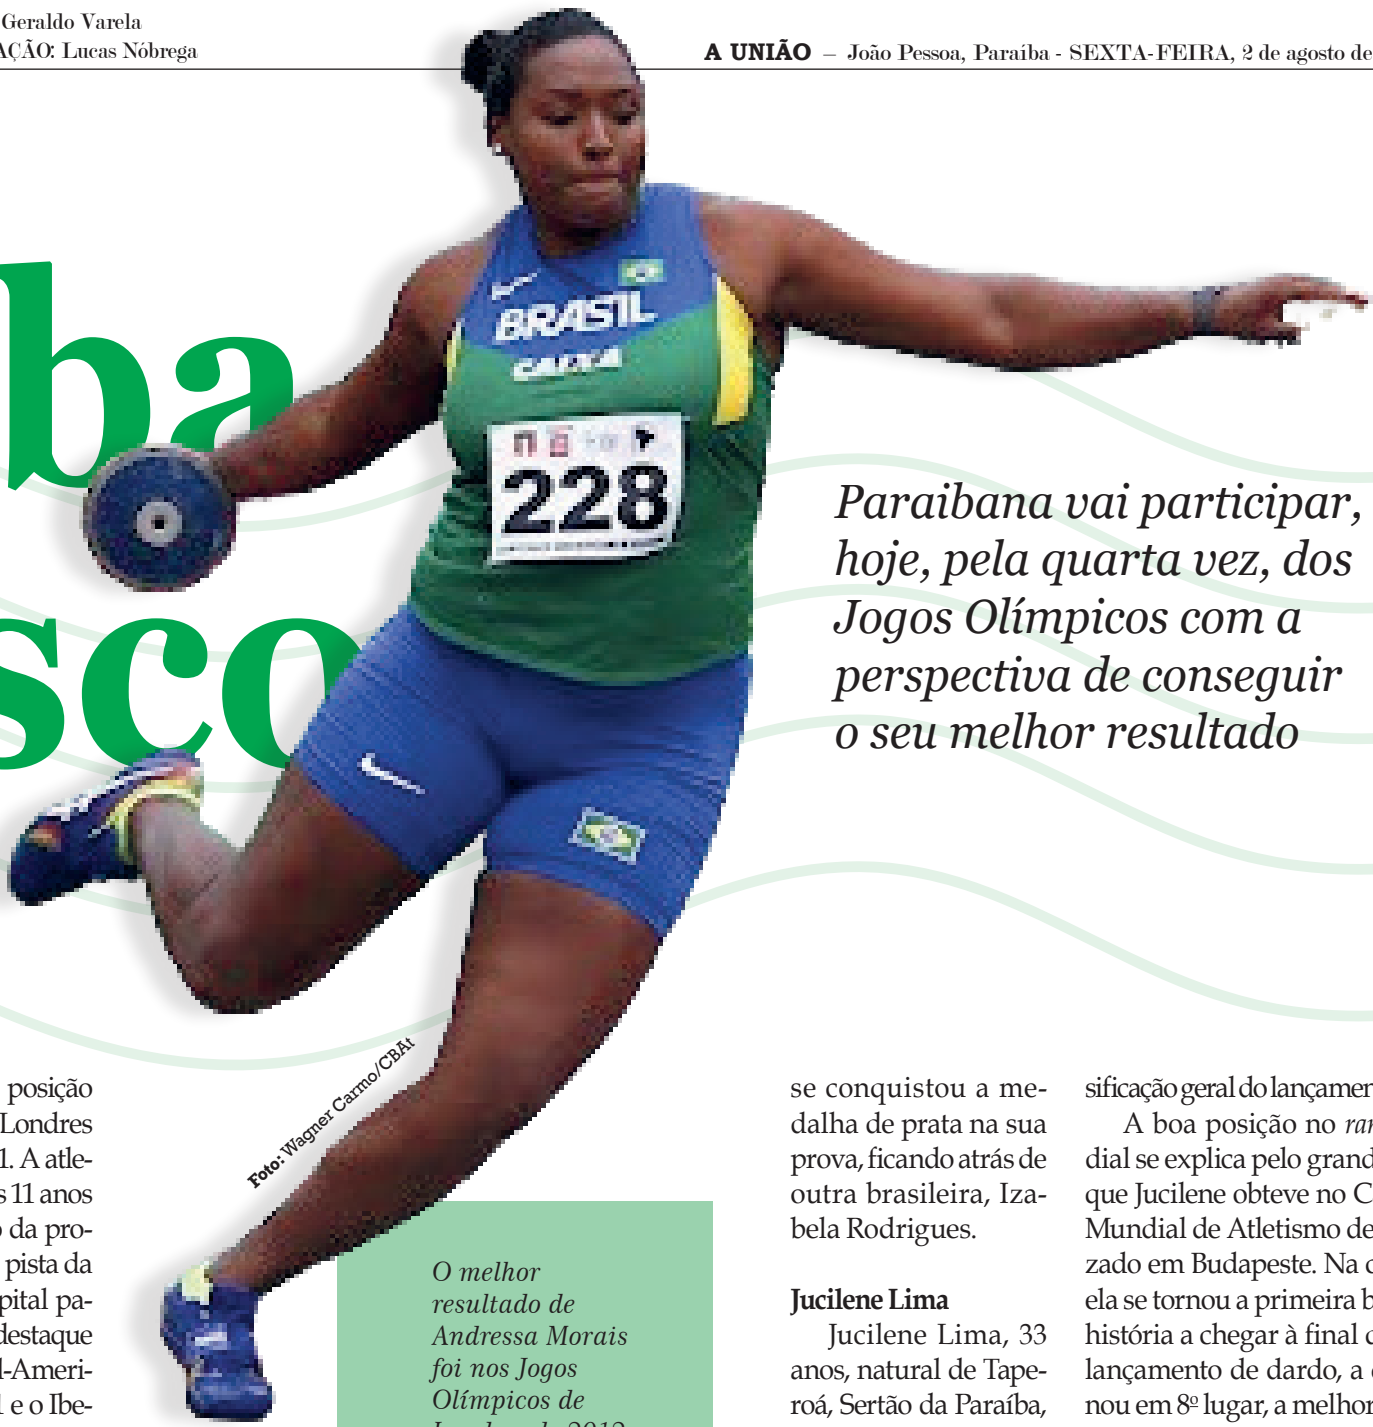 Geraldo Varela
AÇÃO: Lucas Nóbrega
A UNIÃO – João Pessoa, Paraíba - SEXTA-FEIRA, 2 de agosto de
ba
sco
BRASIL
CAIXA
228
Paraibana vai participar,
hoje, pela quarta vez, dos
Jogos Olímpicos com a
perspectiva de conseguir
o seu melhor resultado
Foto: Wagner Carmo/CBAt
posição
Londres
1. A atle-
s 11 anos
o da pro-
pista da
pital pa-
destaque
l-Ameri-
l e o Ibe-
O melhor
resultado de
Andressa Morais
foi nos Jogos
Olímpicos de
se conquistou a me-
dalha de prata na sua
prova, ficando atrás de
outra brasileira, Iza-
bela Rodrigues.
Jucilene Lima
Jucilene Lima, 33
anos, natural de Tape-
roá, Sertão da Paraíba,
sificação geral do lançamen
A boa posição no ran
dial se explica pelo grand
que Jucilene obteve no C
Mundial de Atletismo de
zado em Budapeste. Na c
ela se tornou a primeira b
história a chegar à final d
lançamento de dardo, a
nou em 8º lugar, a melhor